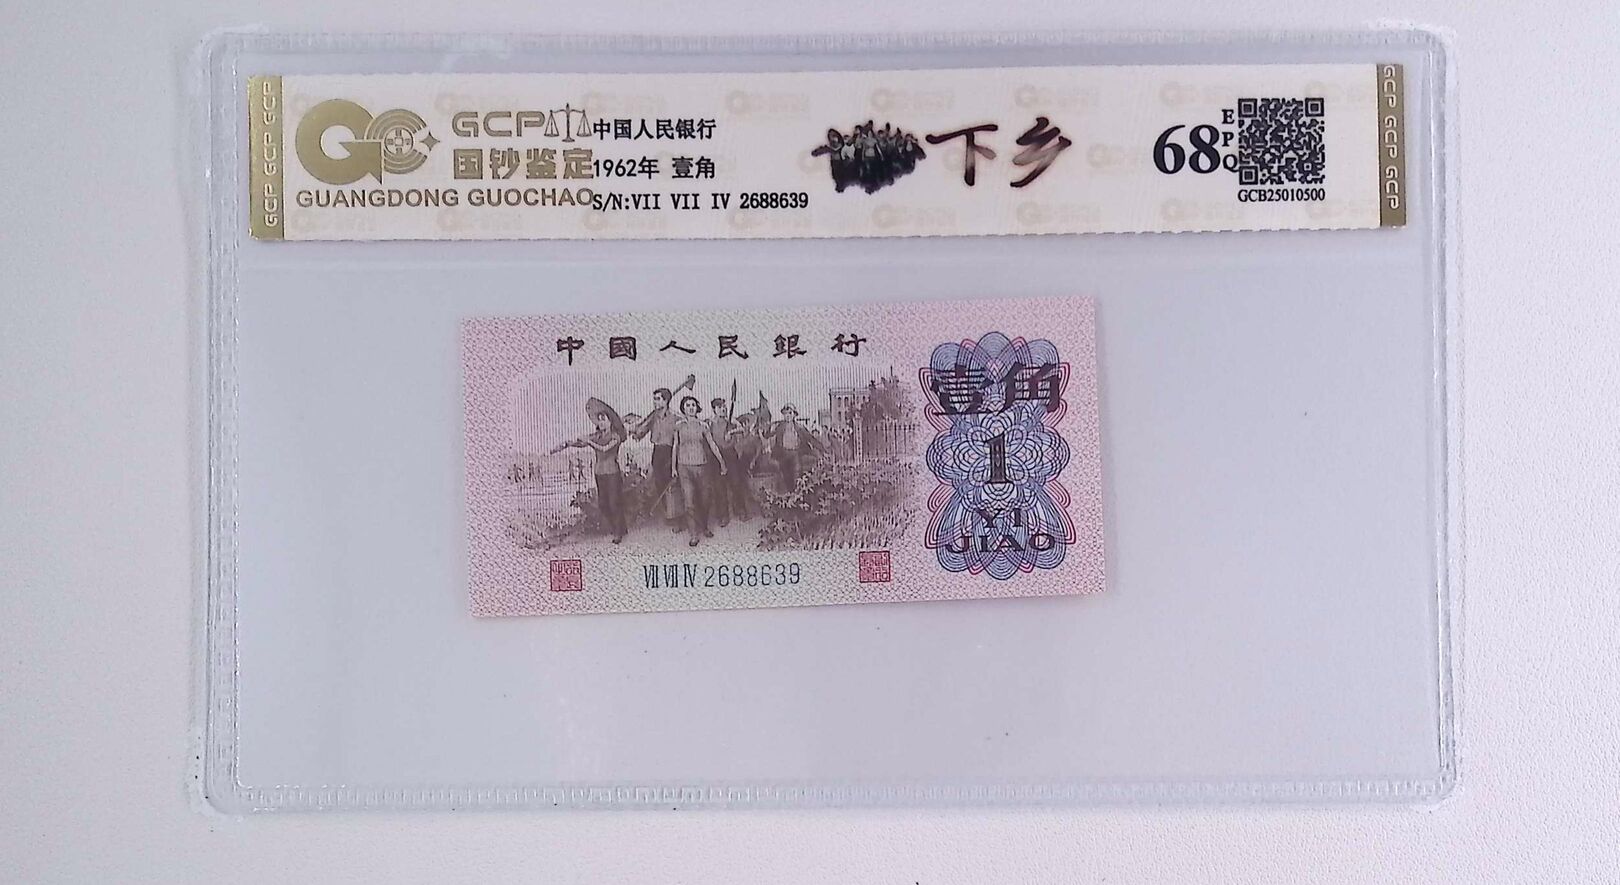 GCP GCP GCP
GCP
国钞鉴定
GUANGDONG GUOCHAO
中国人民银行
1962年 壹角
S/N:VII VII IV 2688639
下乡
68
EPQ
GCB25010500
GCP GCP GCP
中國人民銀行
壹角
1
YI
JIAO
VII VII IV 2688639